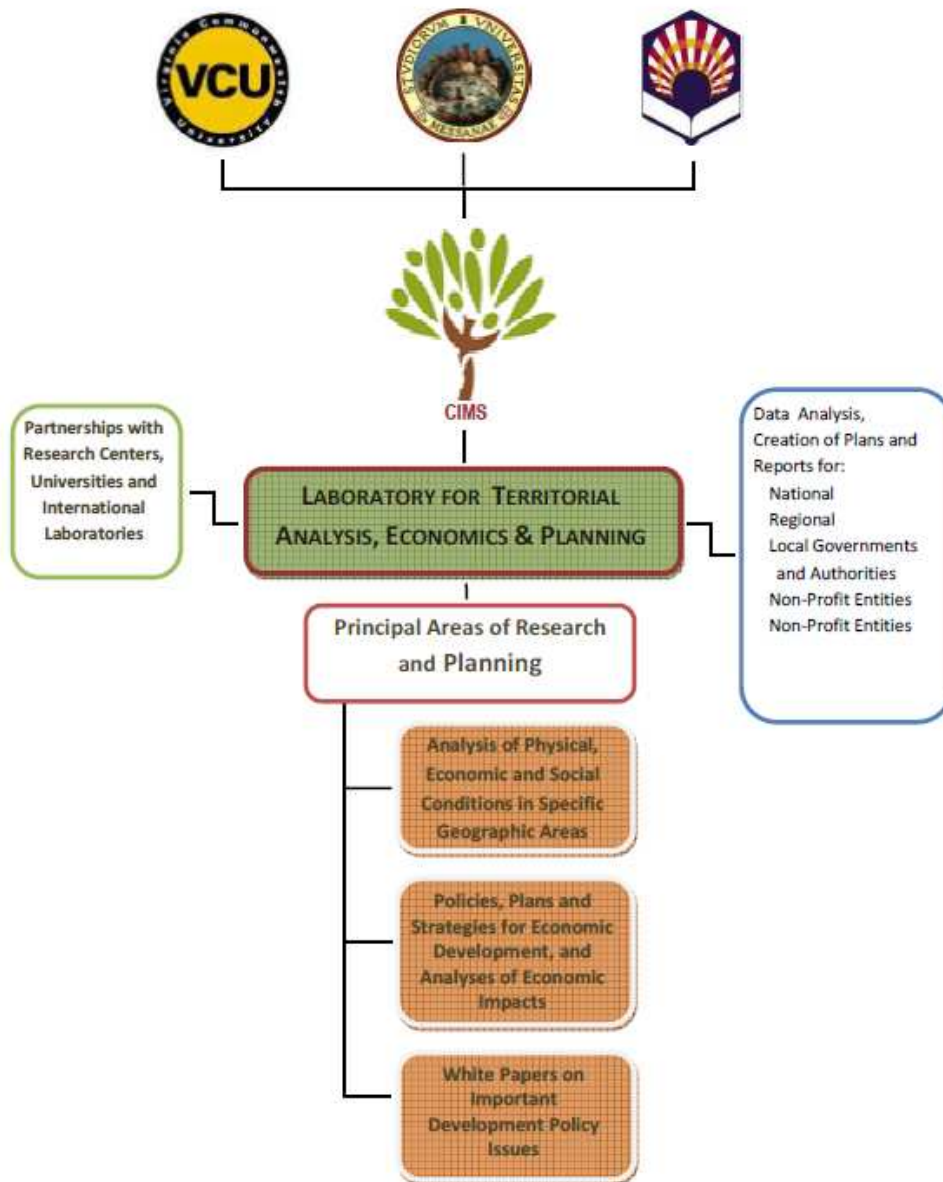 Virginia Commonwealth
VCU
University
STVDIORVM VNIVERSITAS
MESSANAE
CIMS
Partnerships with
Research Centers,
Universities and
International
Laboratories
LABORATORY FOR TERRITORIAL
ANALYSIS, ECONOMICS & PLANNING
Data Analysis,
Creation of Plans and
Reports for:
National
Regional
Local Governments
and Authorities
Non-Profit Entities
Non-Profit Entities
Principal Areas of Research
and Planning
Analysis of Physical,
Economic and Social
Conditions in Specific
Geographic Areas
Policies, Plans and
Strategies for Economic
Development, and
Analyses of Economic
Impacts
White Papers on
Important
Development Policy
Issues